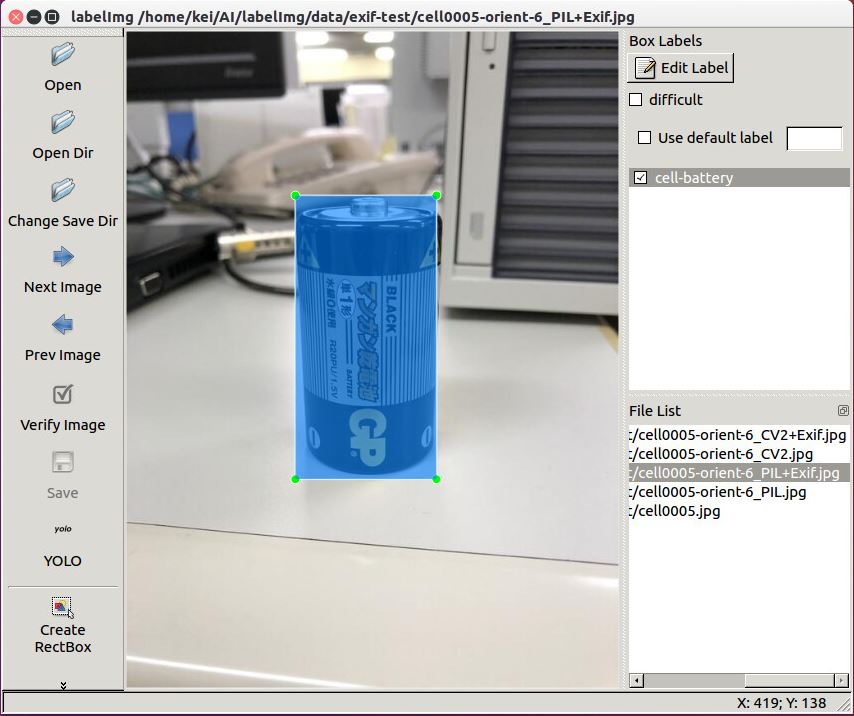 labelImg /home/kei/AI/labelImg/data/exif-test/cell0005-orient-6_PIL+Exif.jpg
Open
Open Dir
Change Save Dir
Next Image
Prev Image
Verify Image
Save
yolo
YOLO
Create
RectBox
BLACK
マンガン乾電池
単1形
BATTERY
水銀0使用 R20PU/1.5V
GP
Box Labels
Edit Label
difficult
Use default label
cell-battery
File List
t/cell0005-orient-6_CV2+Exif.jpg
t/cell0005-orient-6_CV2.jpg
t/cell0005-orient-6_PIL+Exif.jpg
t/cell0005-orient-6_PIL.jpg
t/cell0005.jpg
X: 419; Y: 138